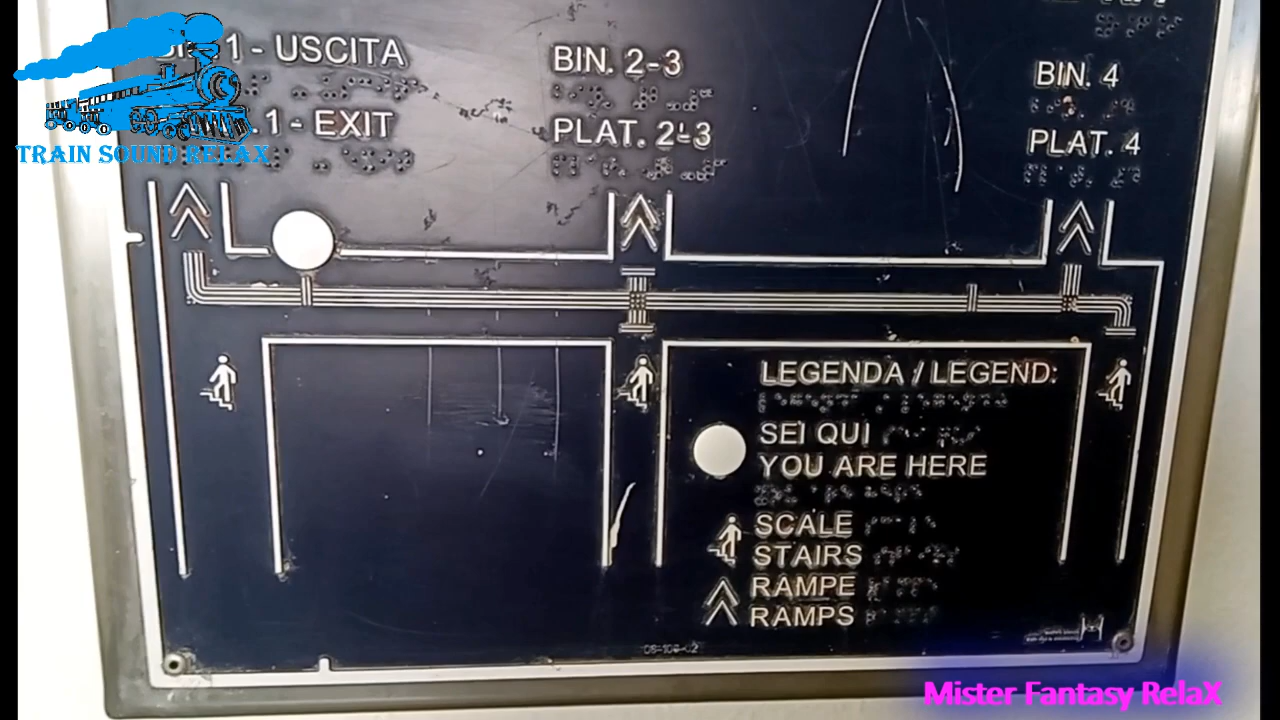 1 - USCITA
BIN. 2-3
BIN. 4
. 1 - EXIT
PLAT. 2-3
PLAT. 4
TRAIN SOUND RELAX
LEGENDA / LEGEND:
SEI QUI
YOU ARE HERE
SCALE
STAIRS
RAMPE
RAMPS
Mister Fantasy RelaX